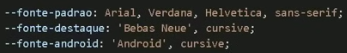 --fonte-padrao: Arial, Verdana, Helvetica, sans-serif;
--fonte-destaque: 'Bebas Neue', cursive;
--fonte-android: 'Android', cursive;